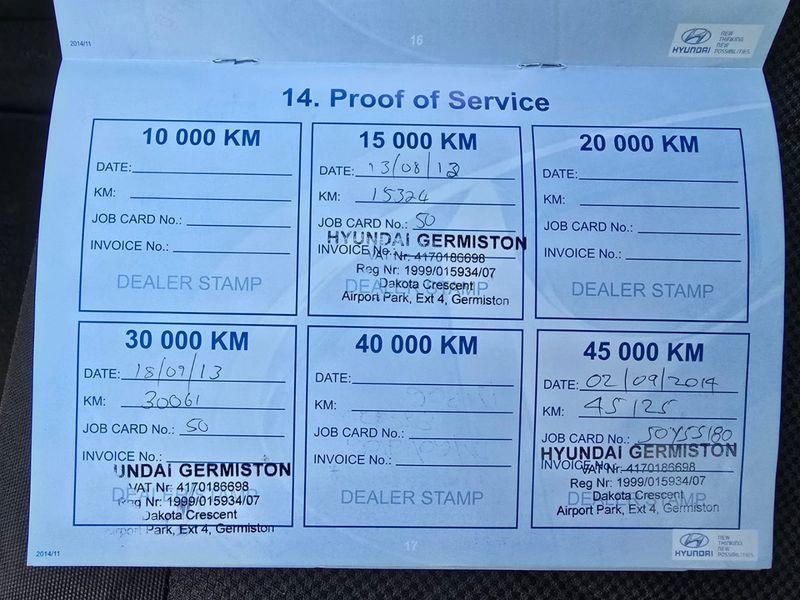 2014/11
16
HYUNDAI
NEW THINKING.
NEW POSSIBILITIES.
14. Proof of Service
10 000 KM
DATE:
KM:
JOB CARD No.:
INVOICE No.:
DEALER STAMP
15 000 KM
DATE: 13/08/12
KM: 15324
JOB CARD No.: 50
INVOICE No.:
HYUNDAI GERMISTON
VAT Nr: 4170186698
Reg Nr: 1999/015934/07
Dakota Crescent
Airport Park, Ext 4, Germiston
DEALER STAMP
20 000 KM
DATE:
KM:
JOB CARD No.:
INVOICE No.:
DEALER STAMP
30 000 KM
DATE: 18/09/13
KM: 30061
JOB CARD No.: 50
INVOICE No.:
UNDAI GERMISTON
VAT Nr: 4170186698
Reg Nr: 1999/015934/07
Dakota Crescent
Airport Park, Ext 4, Germiston
DEALER STAMP
40 000 KM
DATE:
KM:
JOB CARD No.:
INVOICE No.:
DEALER STAMP
45 000 KM
DATE: 02/09/2014
KM: 45125
JOB CARD No.: 50Y55180
INVOICE No.:
HYUNDAI GERMISTON
VAT Nr: 4170186698
Reg Nr: 1999/015934/07
Dakota Crescent
Airport Park, Ext 4, Germiston
DEALER STAMP
2014/11
17
HYUNDAI
NEW THINKING.
NEW POSSIBILITIES.